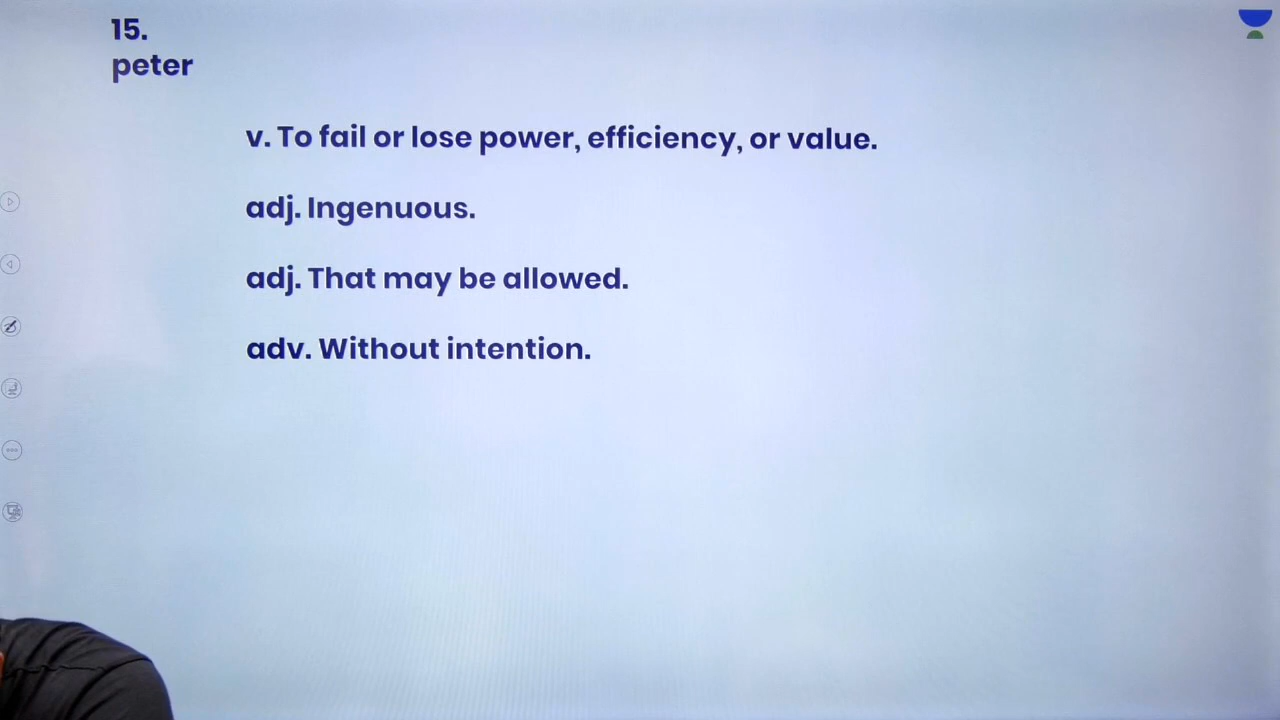 15.
peter
v. To fail or lose power, efficiency, or value.
adj. Ingenuous.
adj. That may be allowed.
adv. Without intention.